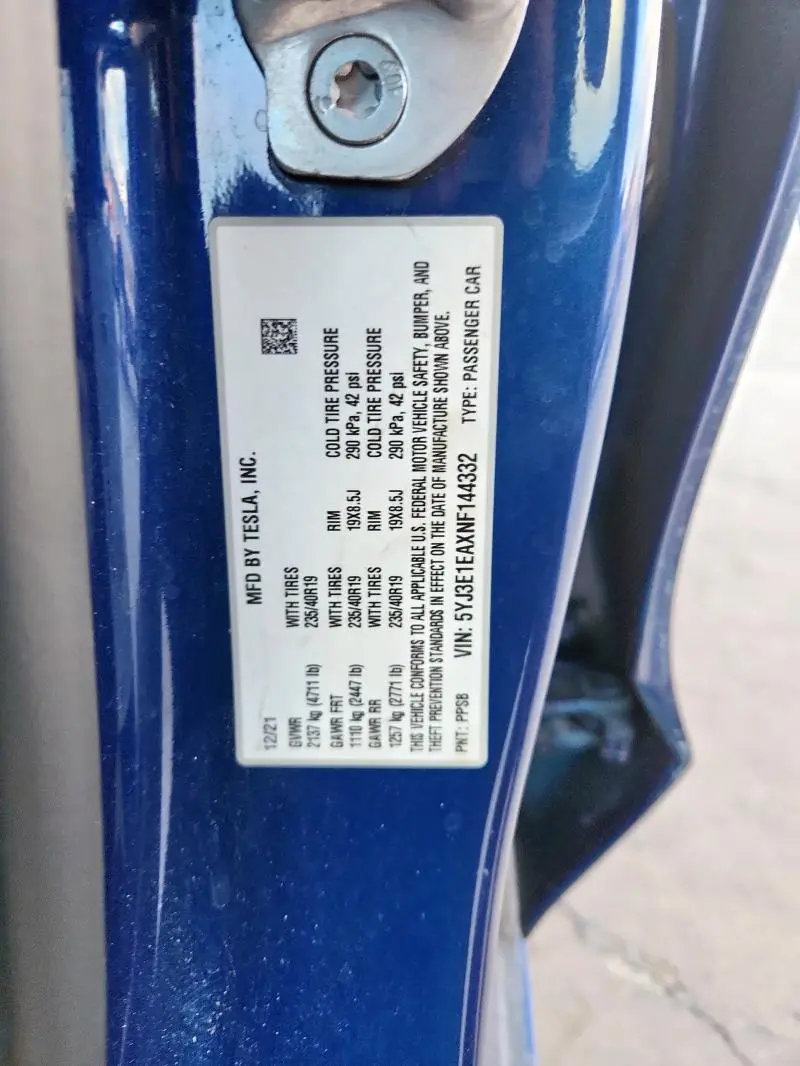 MFD BY TESLA, INC.
12/21
GVWR WITH TIRES
2137 kg (4711 lb) 235/40R19
GAWR FRT WITH TIRES RIM COLD TIRE PRESSURE
1110 kg (2447 lb) 235/40R19 19X8.5J 290 kPa, 42 psi
GAWR RR WITH TIRES RIM COLD TIRE PRESSURE
1257 kg (2771 lb) 235/40R19 19X8.5J 290 kPa, 42 psi
THIS VEHICLE CONFORMS TO ALL APPLICABLE U.S. FEDERAL MOTOR VEHICLE SAFETY, BUMPER, AND
THEFT PREVENTION STANDARDS IN EFFECT ON THE DATE OF MANUFACTURE SHOWN ABOVE.
PNT: PPSB VIN: 5YJ3E1EAXNF144332 TYPE: PASSENGER CAR